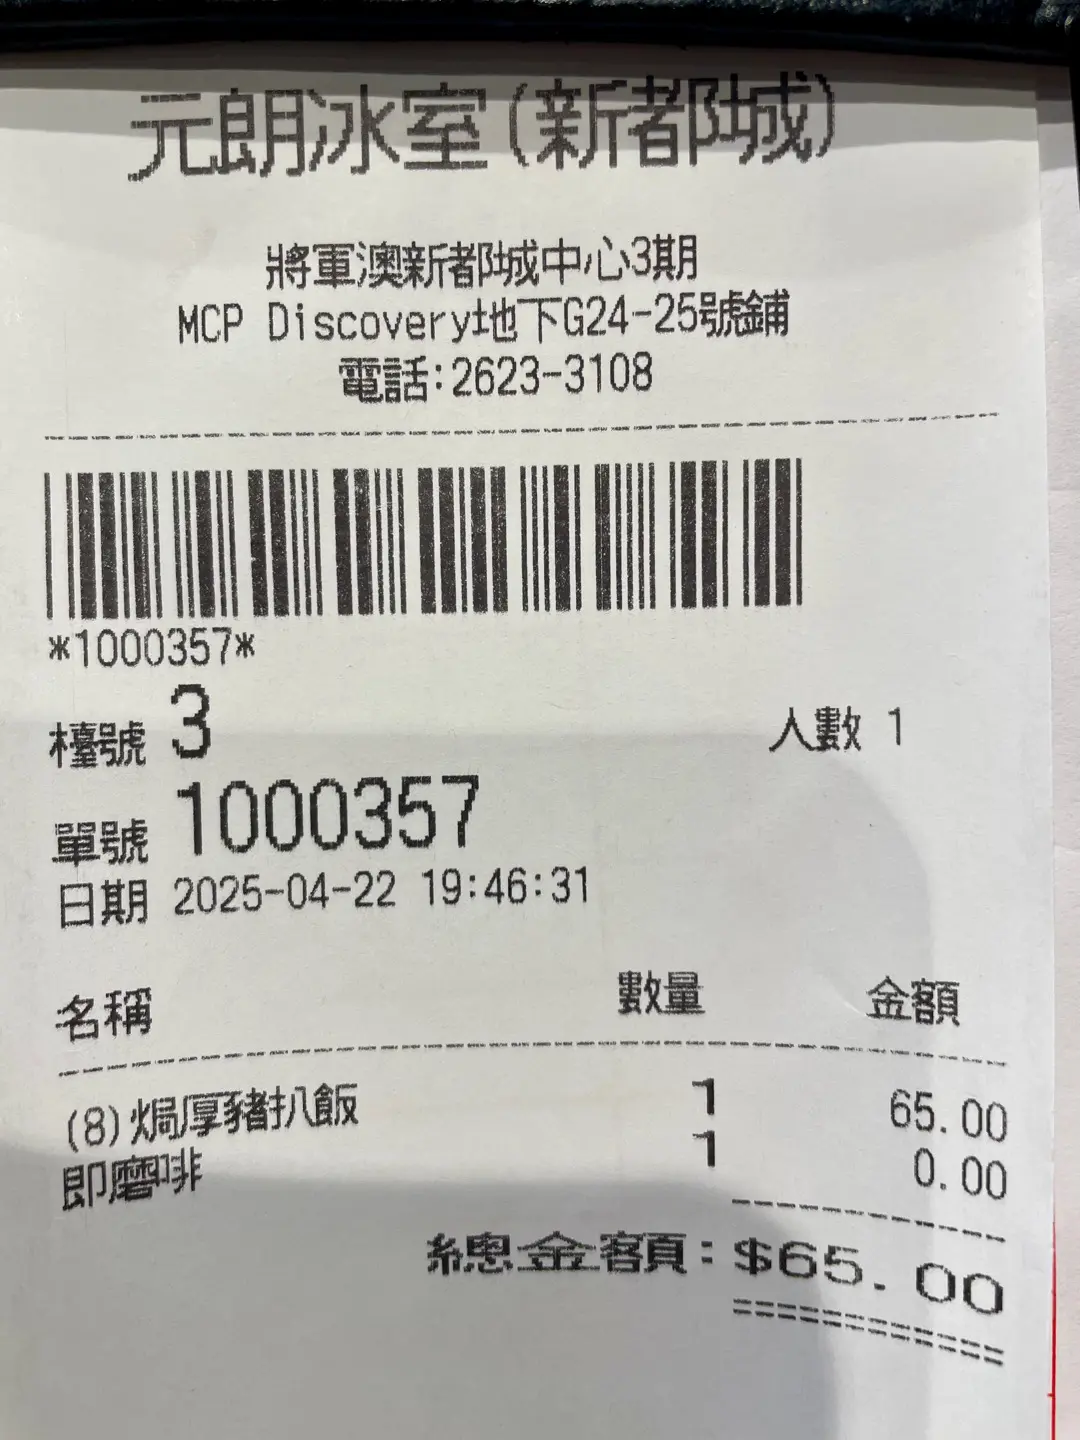 元朗冰室(新都城)
將軍澳新都城中心3期
MCP Discovery地下G24-25號鋪
電話:2623-3108
*1000357*
檯號 3 人數 1
單號 1000357
日期 2025-04-22 19:46:31
名稱 數量 金額
(8)焗厚豬扒飯 1 65.00
即磨啡 1 0.00
總金額:$65.00